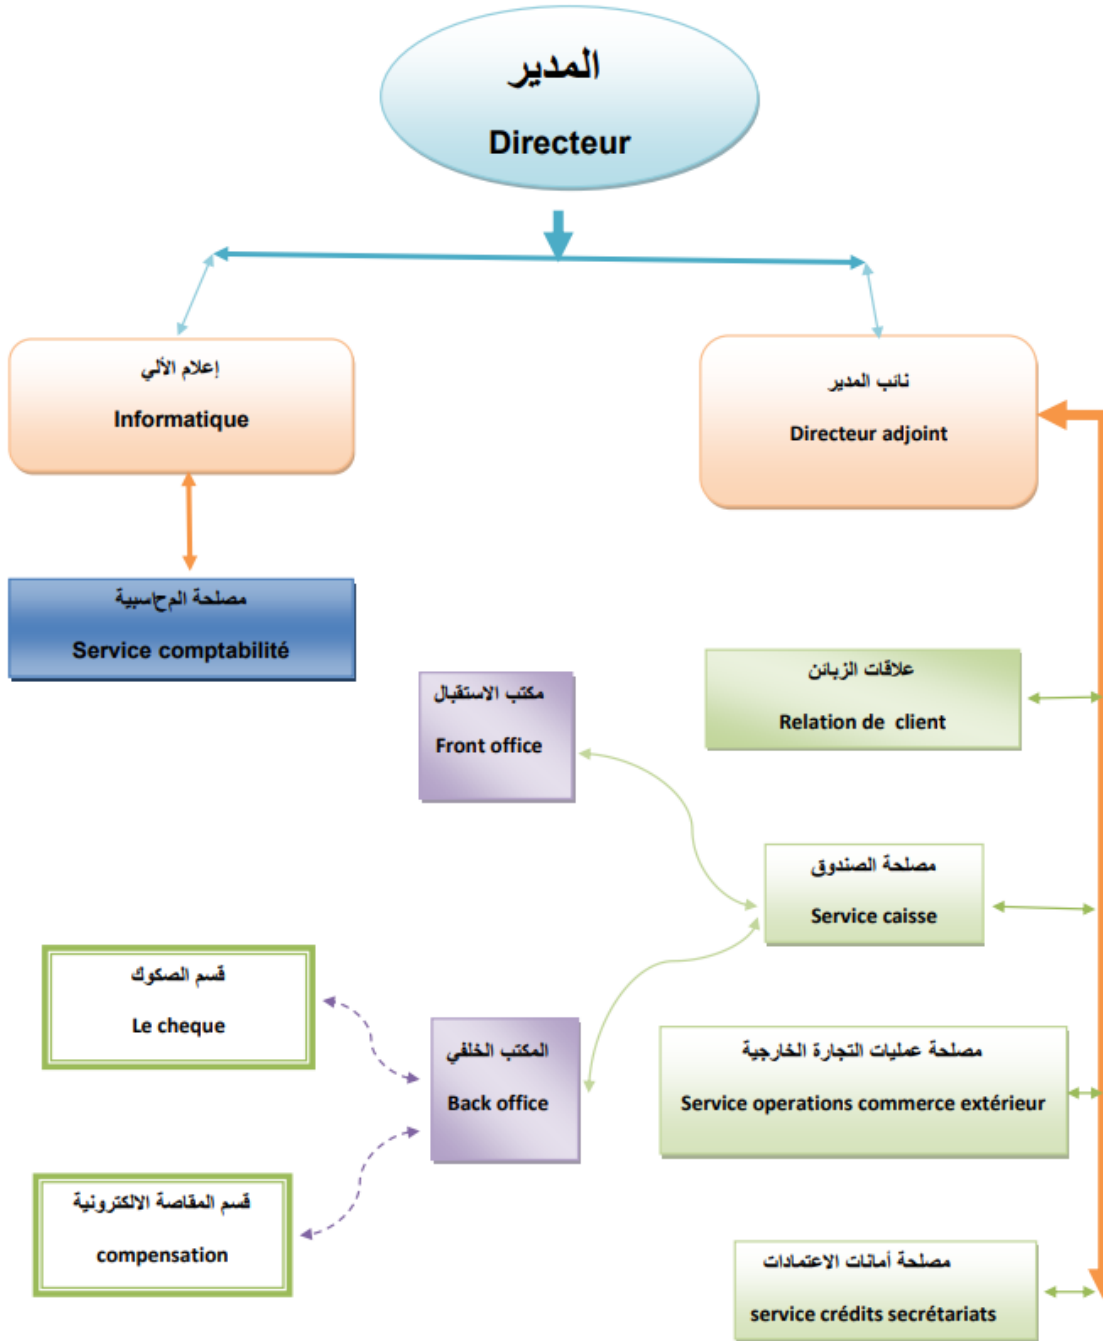 المدير
Directeur
إعلام الألي
Informatique
نائب المدير
Directeur adjoint
مصلحة المحاسبية
Service comptabilité
مكتب الاستقبال
Front office
علاقات الزبائن
Relation de client
مصلحة الصندوق
Service caisse
قسم الصكوك
Le cheque
المكتب الخلفي
Back office
مصلحة عمليات التجارة الخارجية
Service operations commerce extérieur
قسم المقاصة الالكترونية
compensation
مصلحة أمانات الاعتمادات
service crédits secrétariats